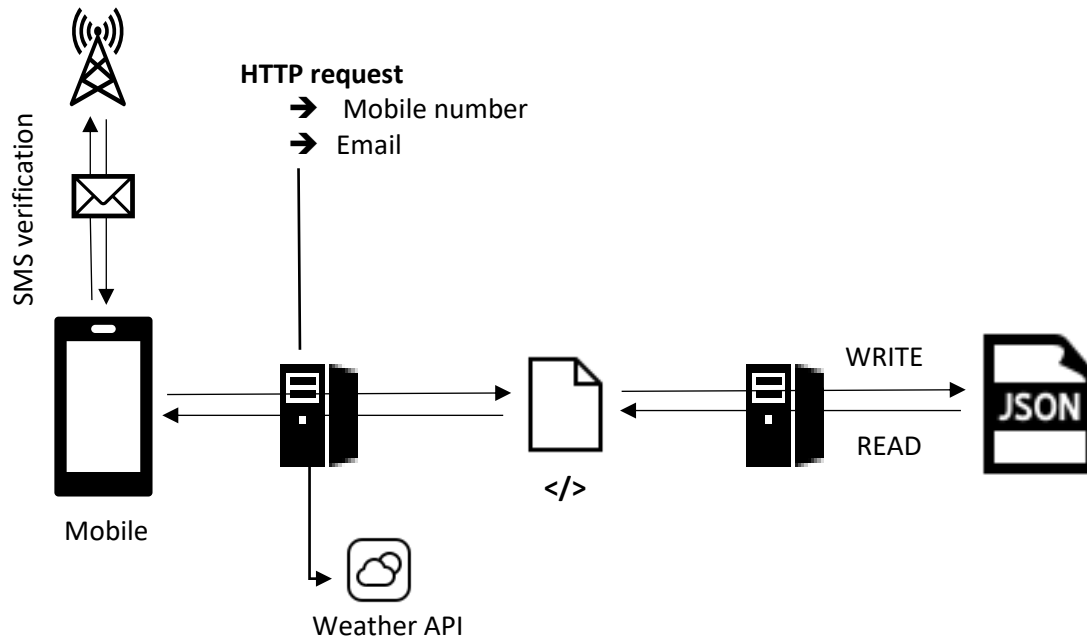 HTTP request
➔ Mobile number
➔ Email
SMS verification
WRITE
JSON
READ
</>
Mobile
Weather API